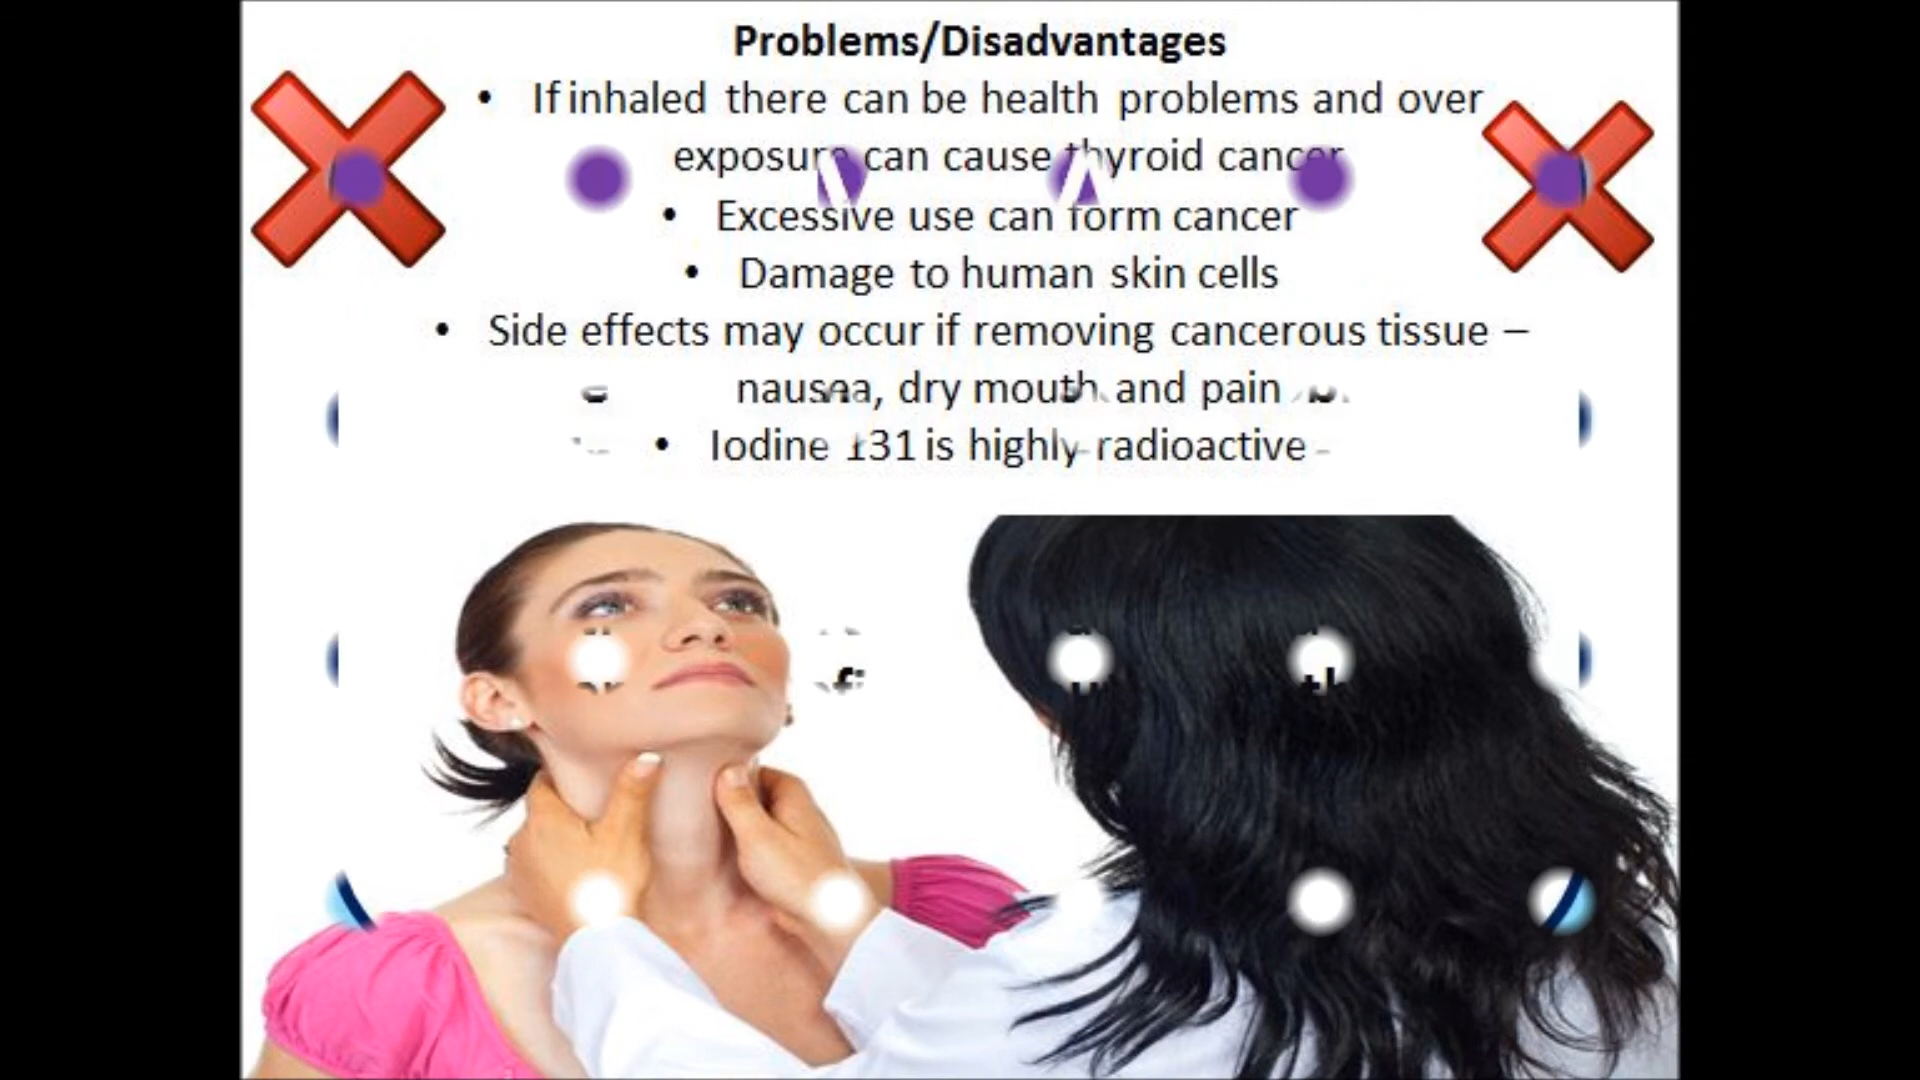 Problems/Disadvantages
• If inhaled there can be health problems and over
exposure can cause thyroid cancer
• Excessive use can form cancer
• Damage to human skin cells
• Side effects may occur if removing cancerous tissue –
nausea, dry mouth and pain
• Iodine 131 is highly radioactive